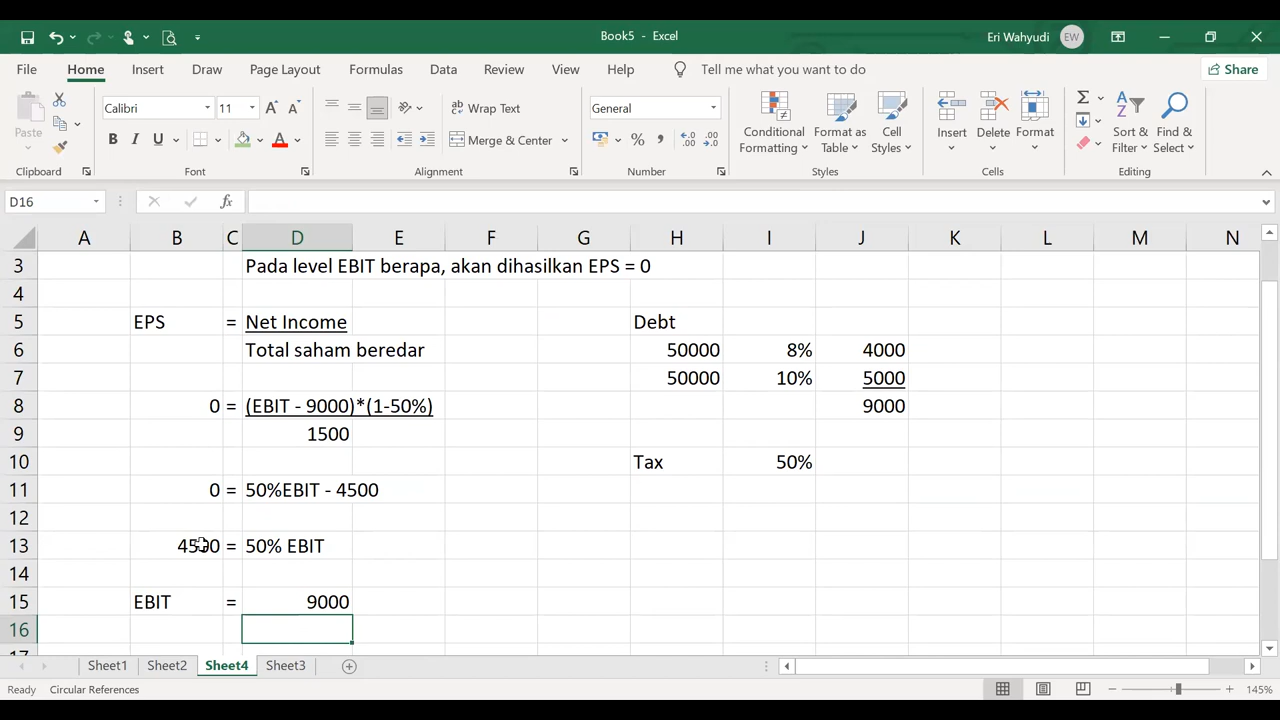 Book5 - Excel
Eri Wahyudi EW
File Home Insert Draw Page Layout Formulas Data Review View Help Tell me what you want to do Share
Paste
Calibri 11
Wrap Text
Merge & Center
General
Conditional Formatting
Format as Table
Cell Styles
Insert Delete Format
Sort & Filter
Find & Select
Clipboard Font Alignment Number Styles Cells Editing
D16 fx
A B C D E F G H I J K L M N
3 Pada level EBIT berapa, akan dihasilkan EPS = 0
4
5 EPS = Net Income Debt
6 Total saham beredar 50000 8% 4000
7 50000 10% 5000
8 0 = (EBIT - 9000)*(1-50%) 9000
9 1500
10 Tax 50%
11 0 = 50%EBIT - 4500
12
13 4500 = 50% EBIT
14
15 EBIT = 9000
16
17
Sheet1 Sheet2 Sheet4 Sheet3
Ready Circular References 145%